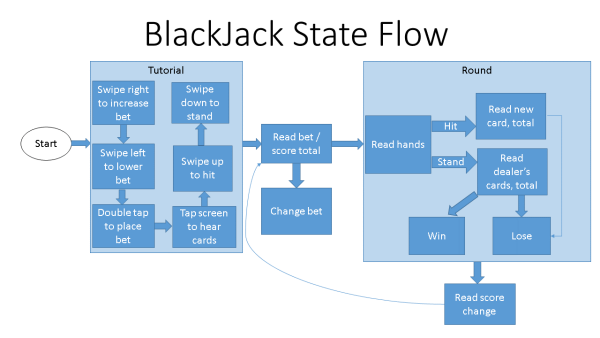 BlackJack State Flow
Tutorial
Round
Start
Swipe right
to increase
bet
Swipe left
to lower
bet
Double tap
to place
bet
Tap screen
to hear
cards
Swipe up
to hit
Swipe
down to
stand
Read bet /
score total
Change bet
Read hands
Hit
Stand
Read new
card, total
Read
dealer's
cards, total
Win
Lose
Read score
change